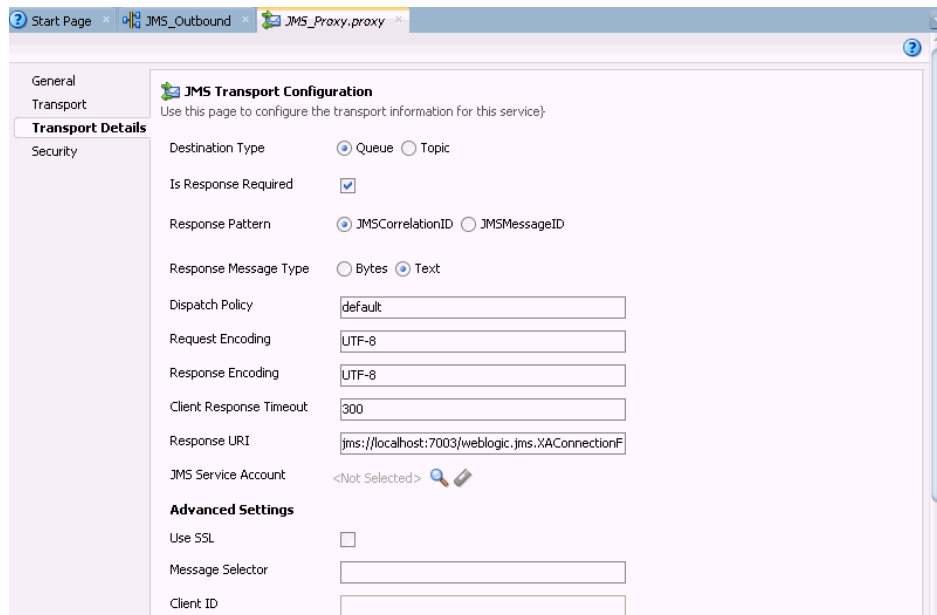 Start Page JMS_Outbound JMS_Proxy.proxy
General
Transport
Transport Details
Security
JMS Transport Configuration
Use this page to configure the transport information for this service}
Destination Type Queue Topic
Is Response Required
Response Pattern JMSCorrelationID JMSMessageID
Response Message Type Bytes Text
Dispatch Policy default
Request Encoding UTF-8
Response Encoding UTF-8
Client Response Timeout 300
Response URI jms://localhost:7003/weblogic.jms.XAConnectionF
JMS Service Account <Not Selected>
Advanced Settings
Use SSL
Message Selector
Client ID